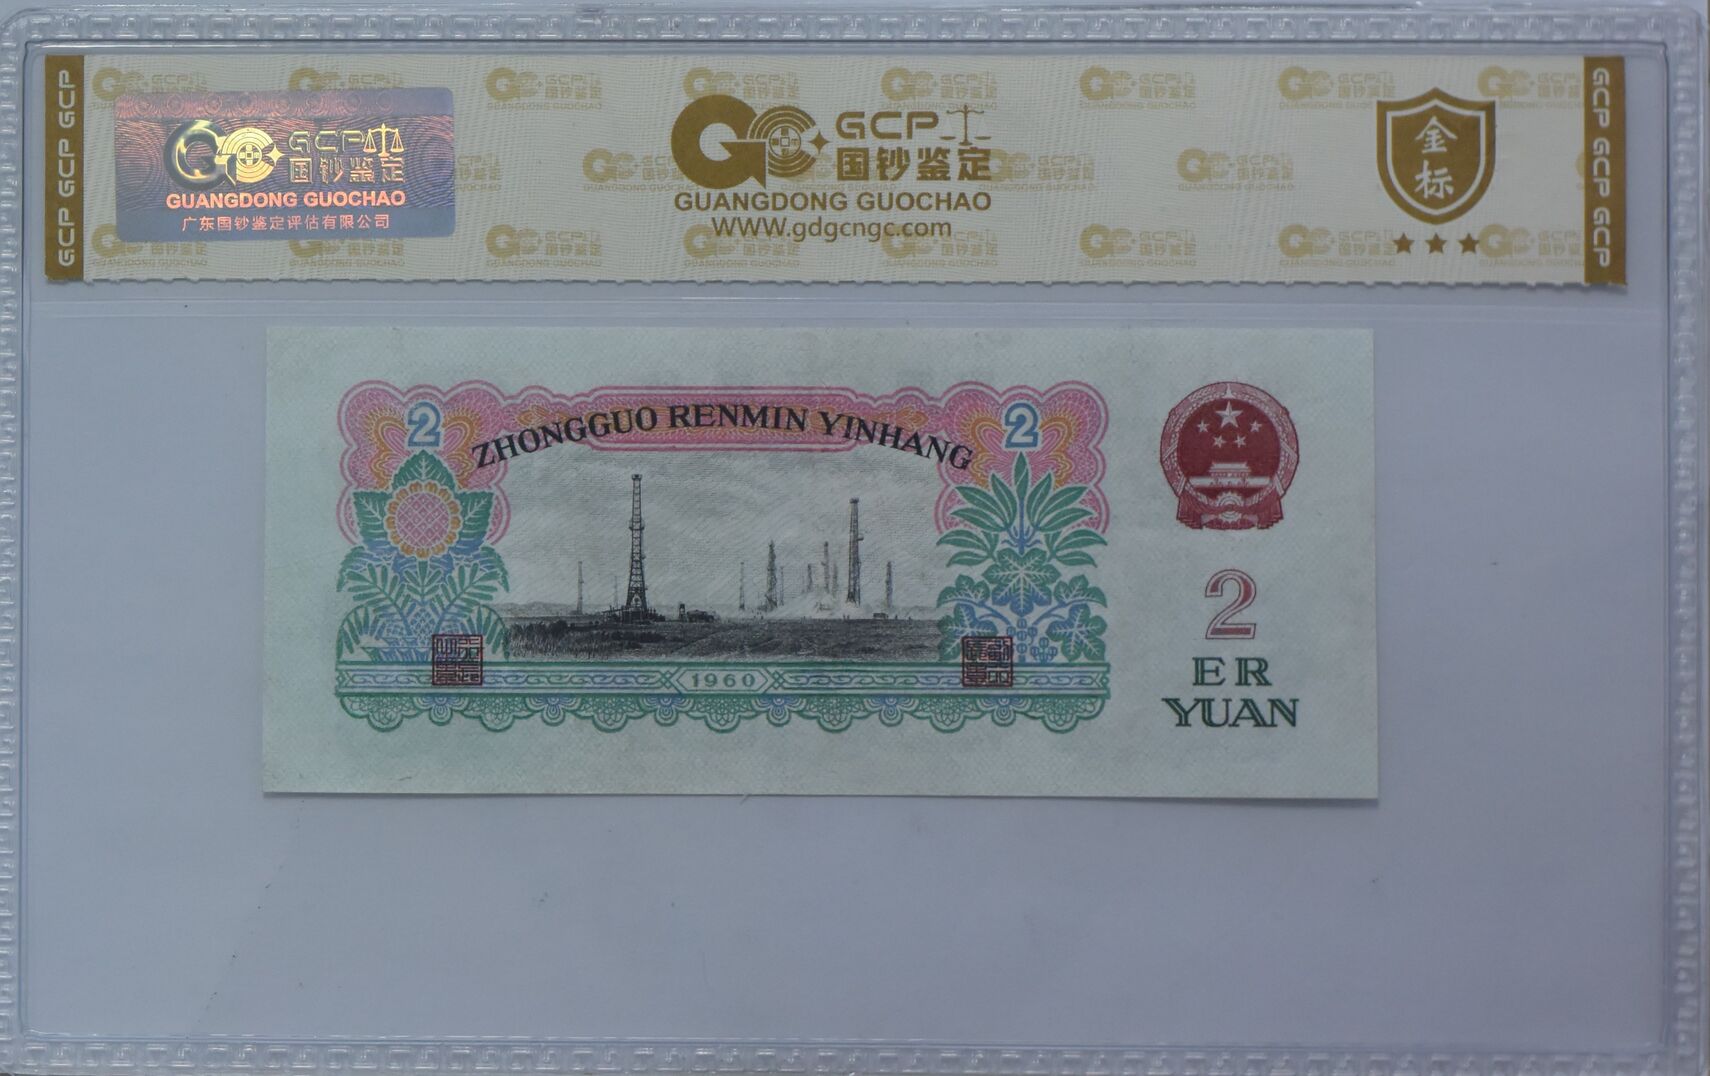 GCP GCP GCP
GCP
国钞鉴定
GUANGDONG GUOCHAO
广东国钞鉴定评估有限公司
GCP
国钞鉴定
GUANGDONG GUOCHAO
WWW.gdgcngc.com
金
标
GCP GCP GCP
2
ZHONGGUO RENMIN YINHANG
2
1960
2
ER
YUAN